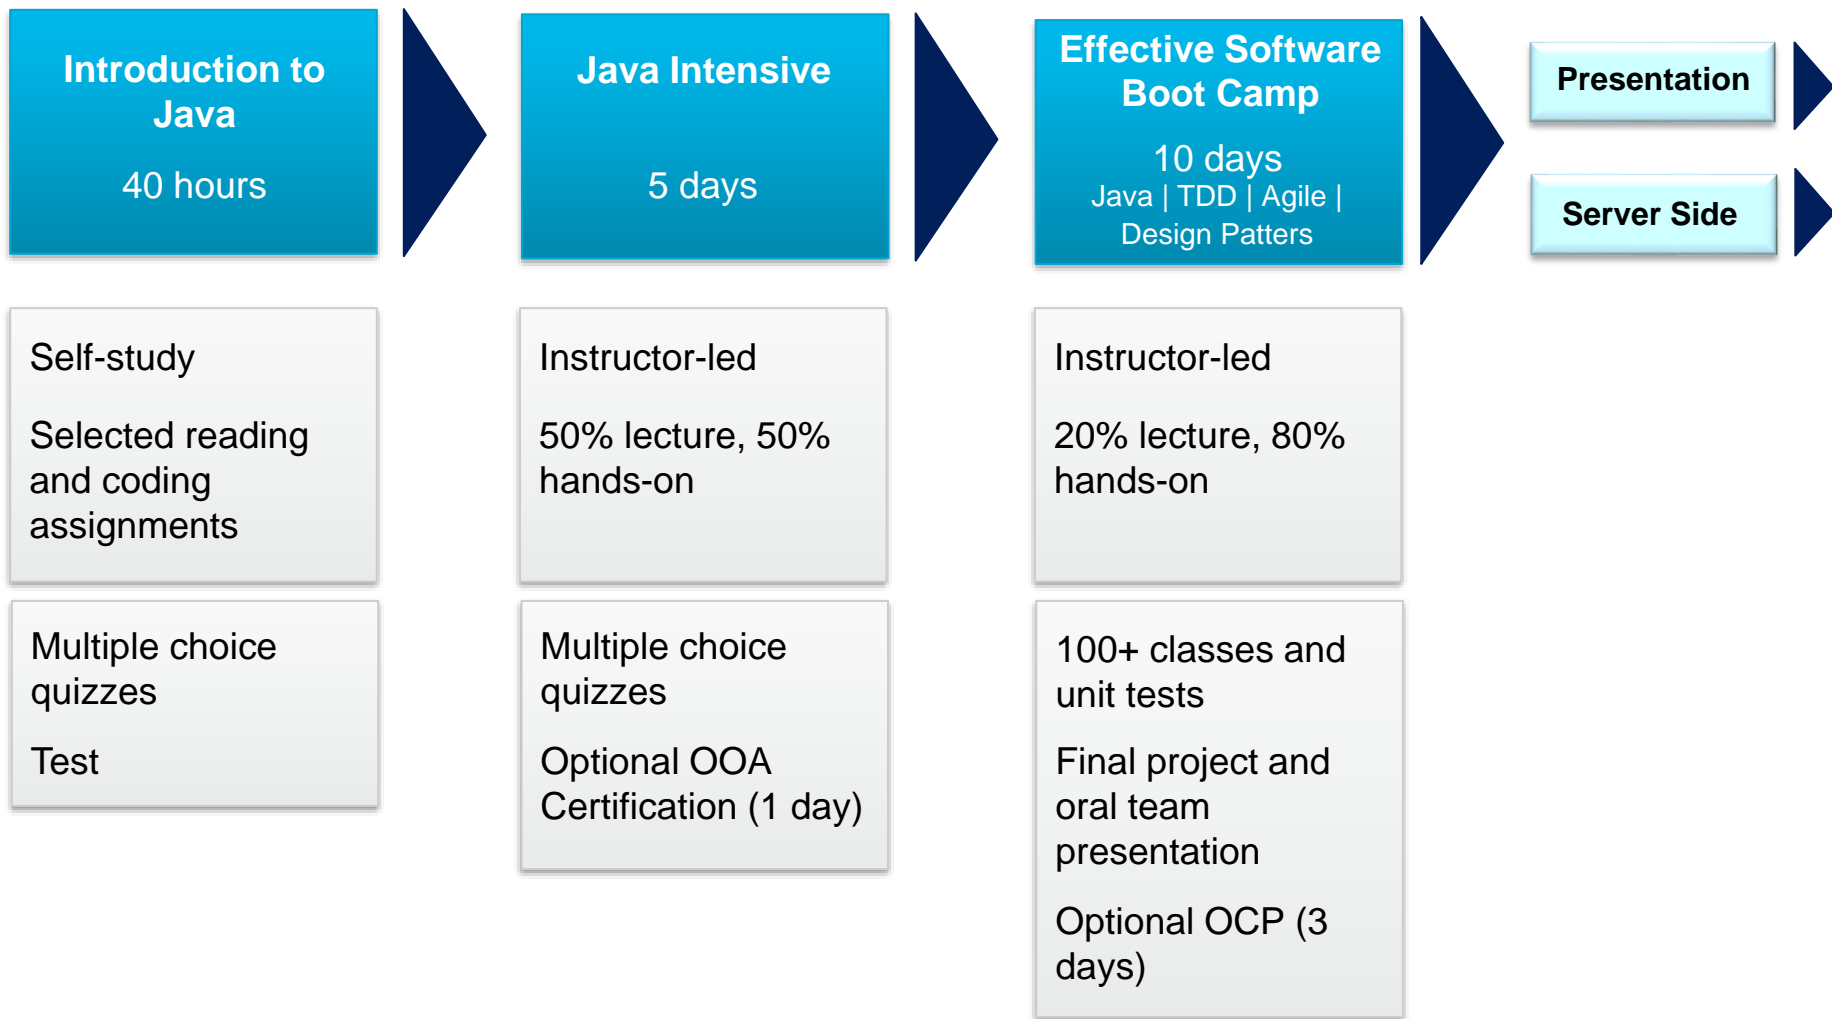 Introduction to
Java
40 hours
Java Intensive
5 days
Effective Software
Boot Camp
10 days
Java | TDD | Agile |
Design Patters
Presentation
Server Side
Self-study
Selected reading
and coding
assignments
Instructor-led
50% lecture, 50%
hands-on
Instructor-led
20% lecture, 80%
hands-on
Multiple choice
quizzes
Test
Multiple choice
quizzes
Optional OOA
Certification (1 day)
100+ classes and
unit tests
Final project and
oral team
presentation
Optional OCP (3
days)